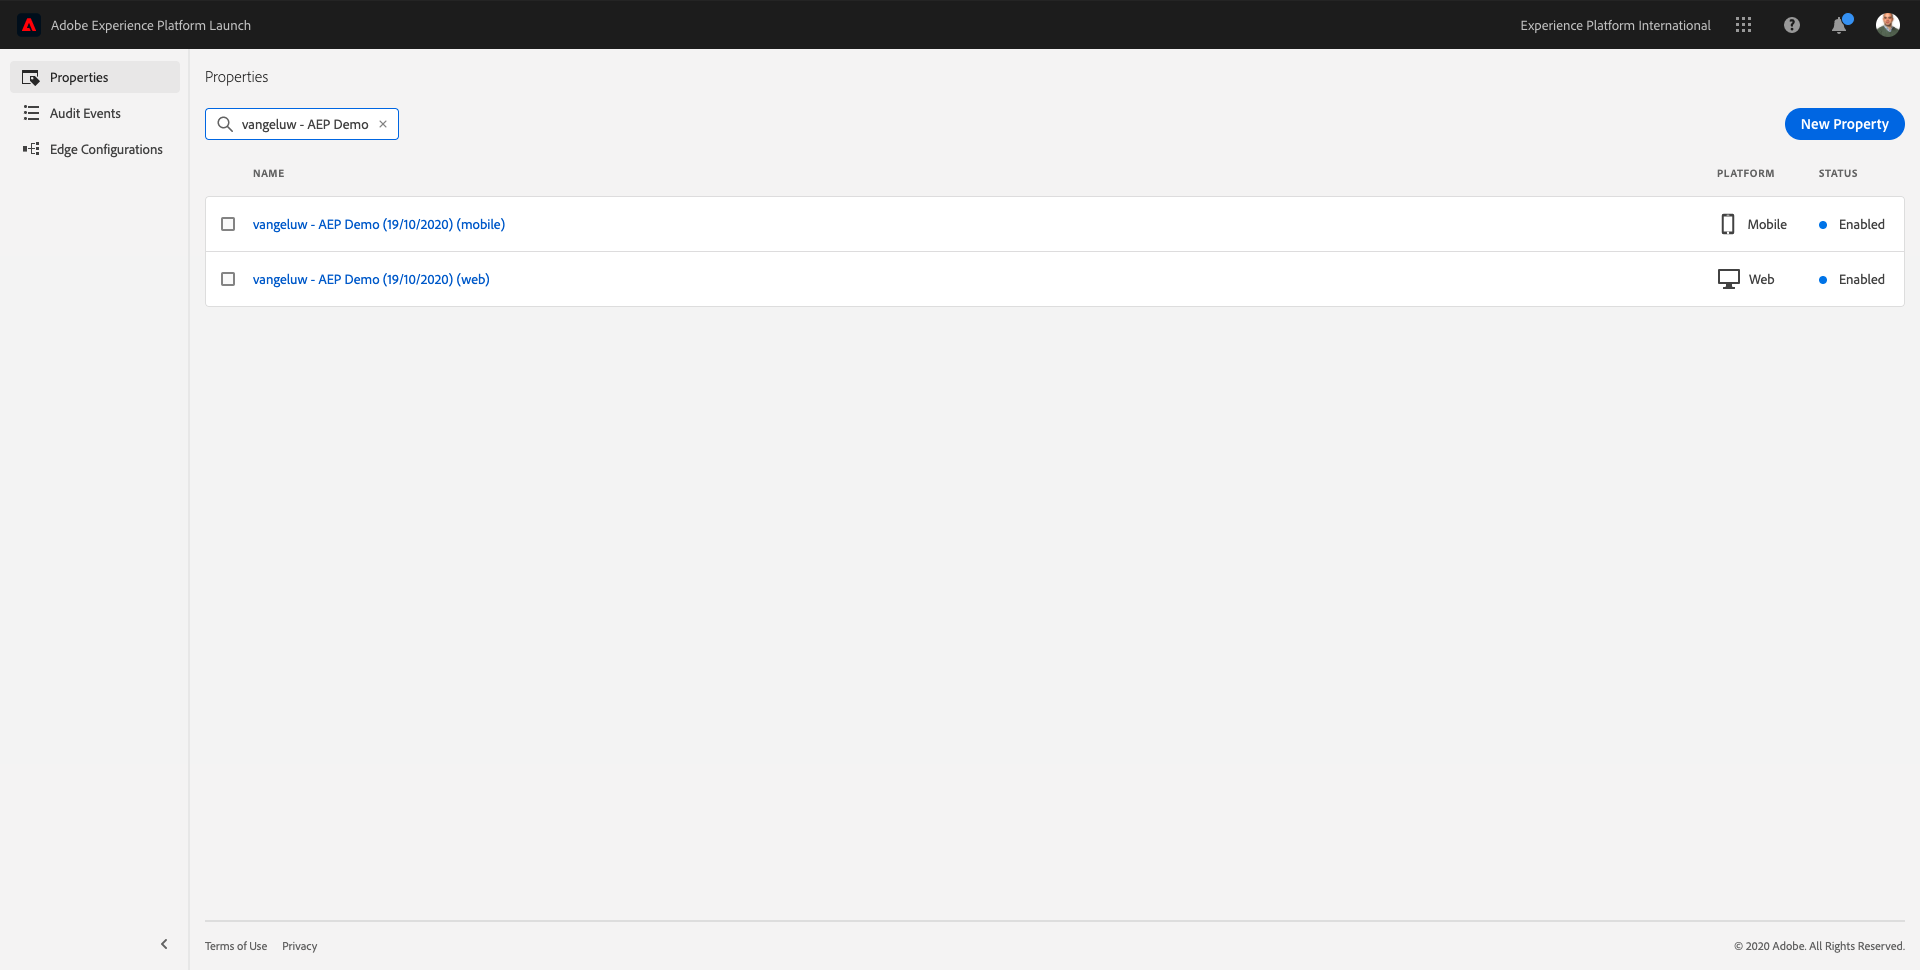 Adobe Experience Platform Launch
Experience Platform International
Properties
Audit Events
Edge Configurations
Properties
vangeluw - AEP Demo
New Property
NAME PLATFORM STATUS
vangeluw - AEP Demo (19/10/2020) (mobile) Mobile Enabled
vangeluw - AEP Demo (19/10/2020) (web) Web Enabled
Terms of Use Privacy
© 2020 Adobe. All Rights Reserved.